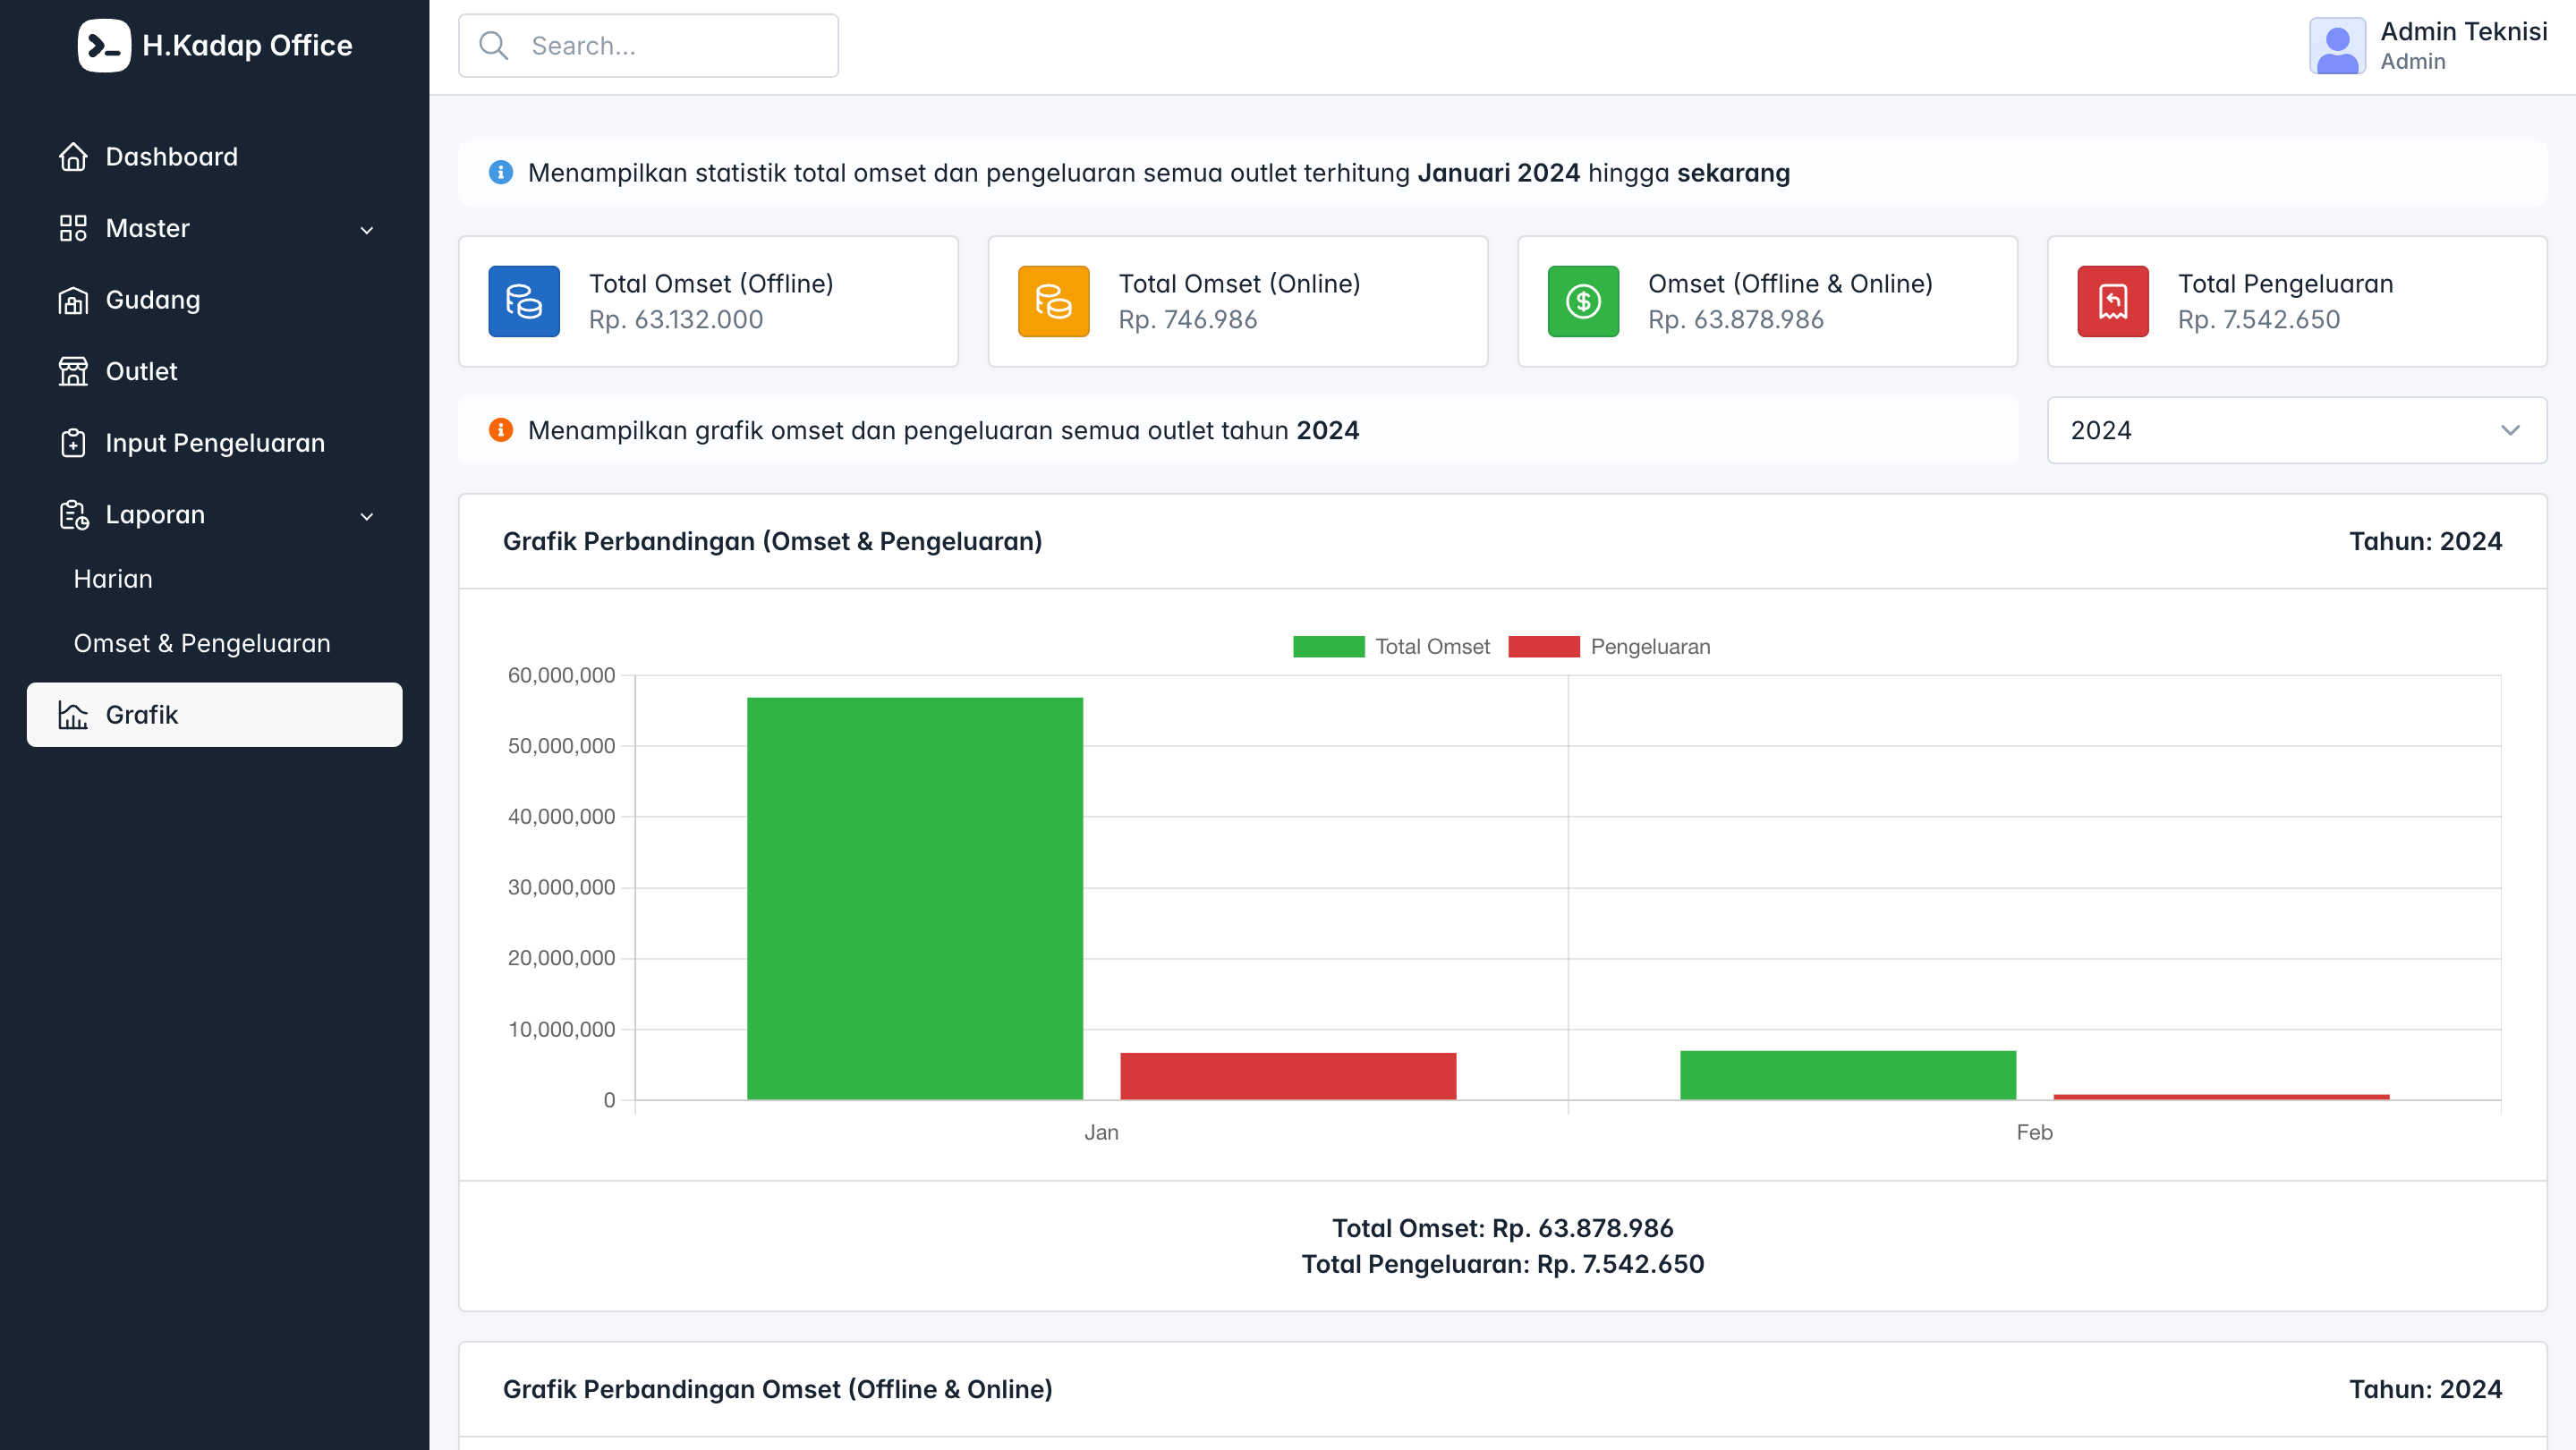 H.Kadap Office
Dashboard
Master
Gudang
Outlet
Input Pengeluaran
Laporan
Harian
Omset & Pengeluaran
Grafik
Search...
Admin Teknisi
Admin
Menampilkan statistik total omset dan pengeluaran semua outlet terhitung Januari 2024 hingga sekarang
Total Omset (Offline)
Rp. 63.132.000
Total Omset (Online)
Rp. 746.986
Omset (Offline & Online)
Rp. 63.878.986
Total Pengeluaran
Rp. 7.542.650
Menampilkan grafik omset dan pengeluaran semua outlet tahun 2024
2024
Grafik Perbandingan (Omset & Pengeluaran)
Tahun: 2024
Total Omset
Pengeluaran
60,000,000
50,000,000
40,000,000
30,000,000
20,000,000
10,000,000
0
Jan
Feb
Total Omset: Rp. 63.878.986
Total Pengeluaran: Rp. 7.542.650
Grafik Perbandingan Omset (Offline & Online)
Tahun: 2024